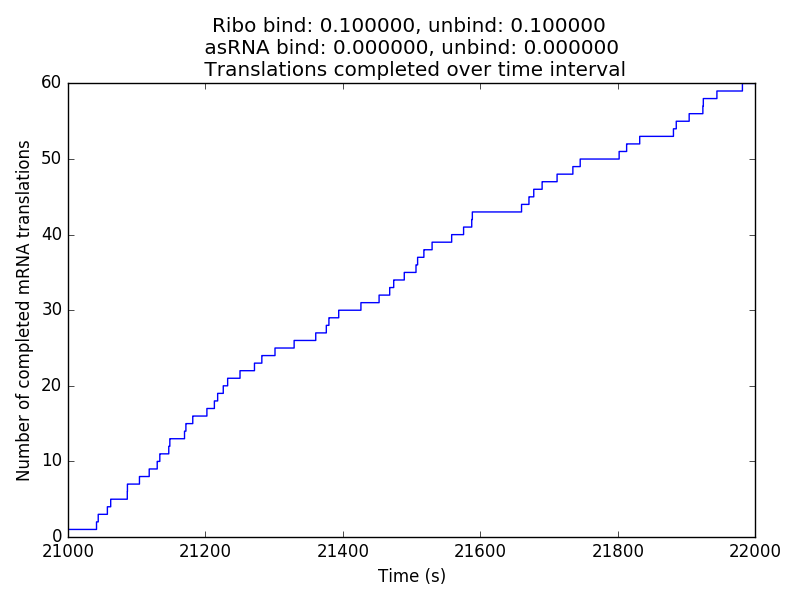 Ribo bind: 0.100000, unbind: 0.100000
asRNA bind: 0.000000, unbind: 0.000000
Translations completed over time interval
60
50
40
30
20
10
0
Number of completed mRNA translations
21000 21200 21400 21600 21800 22000
Time (s)